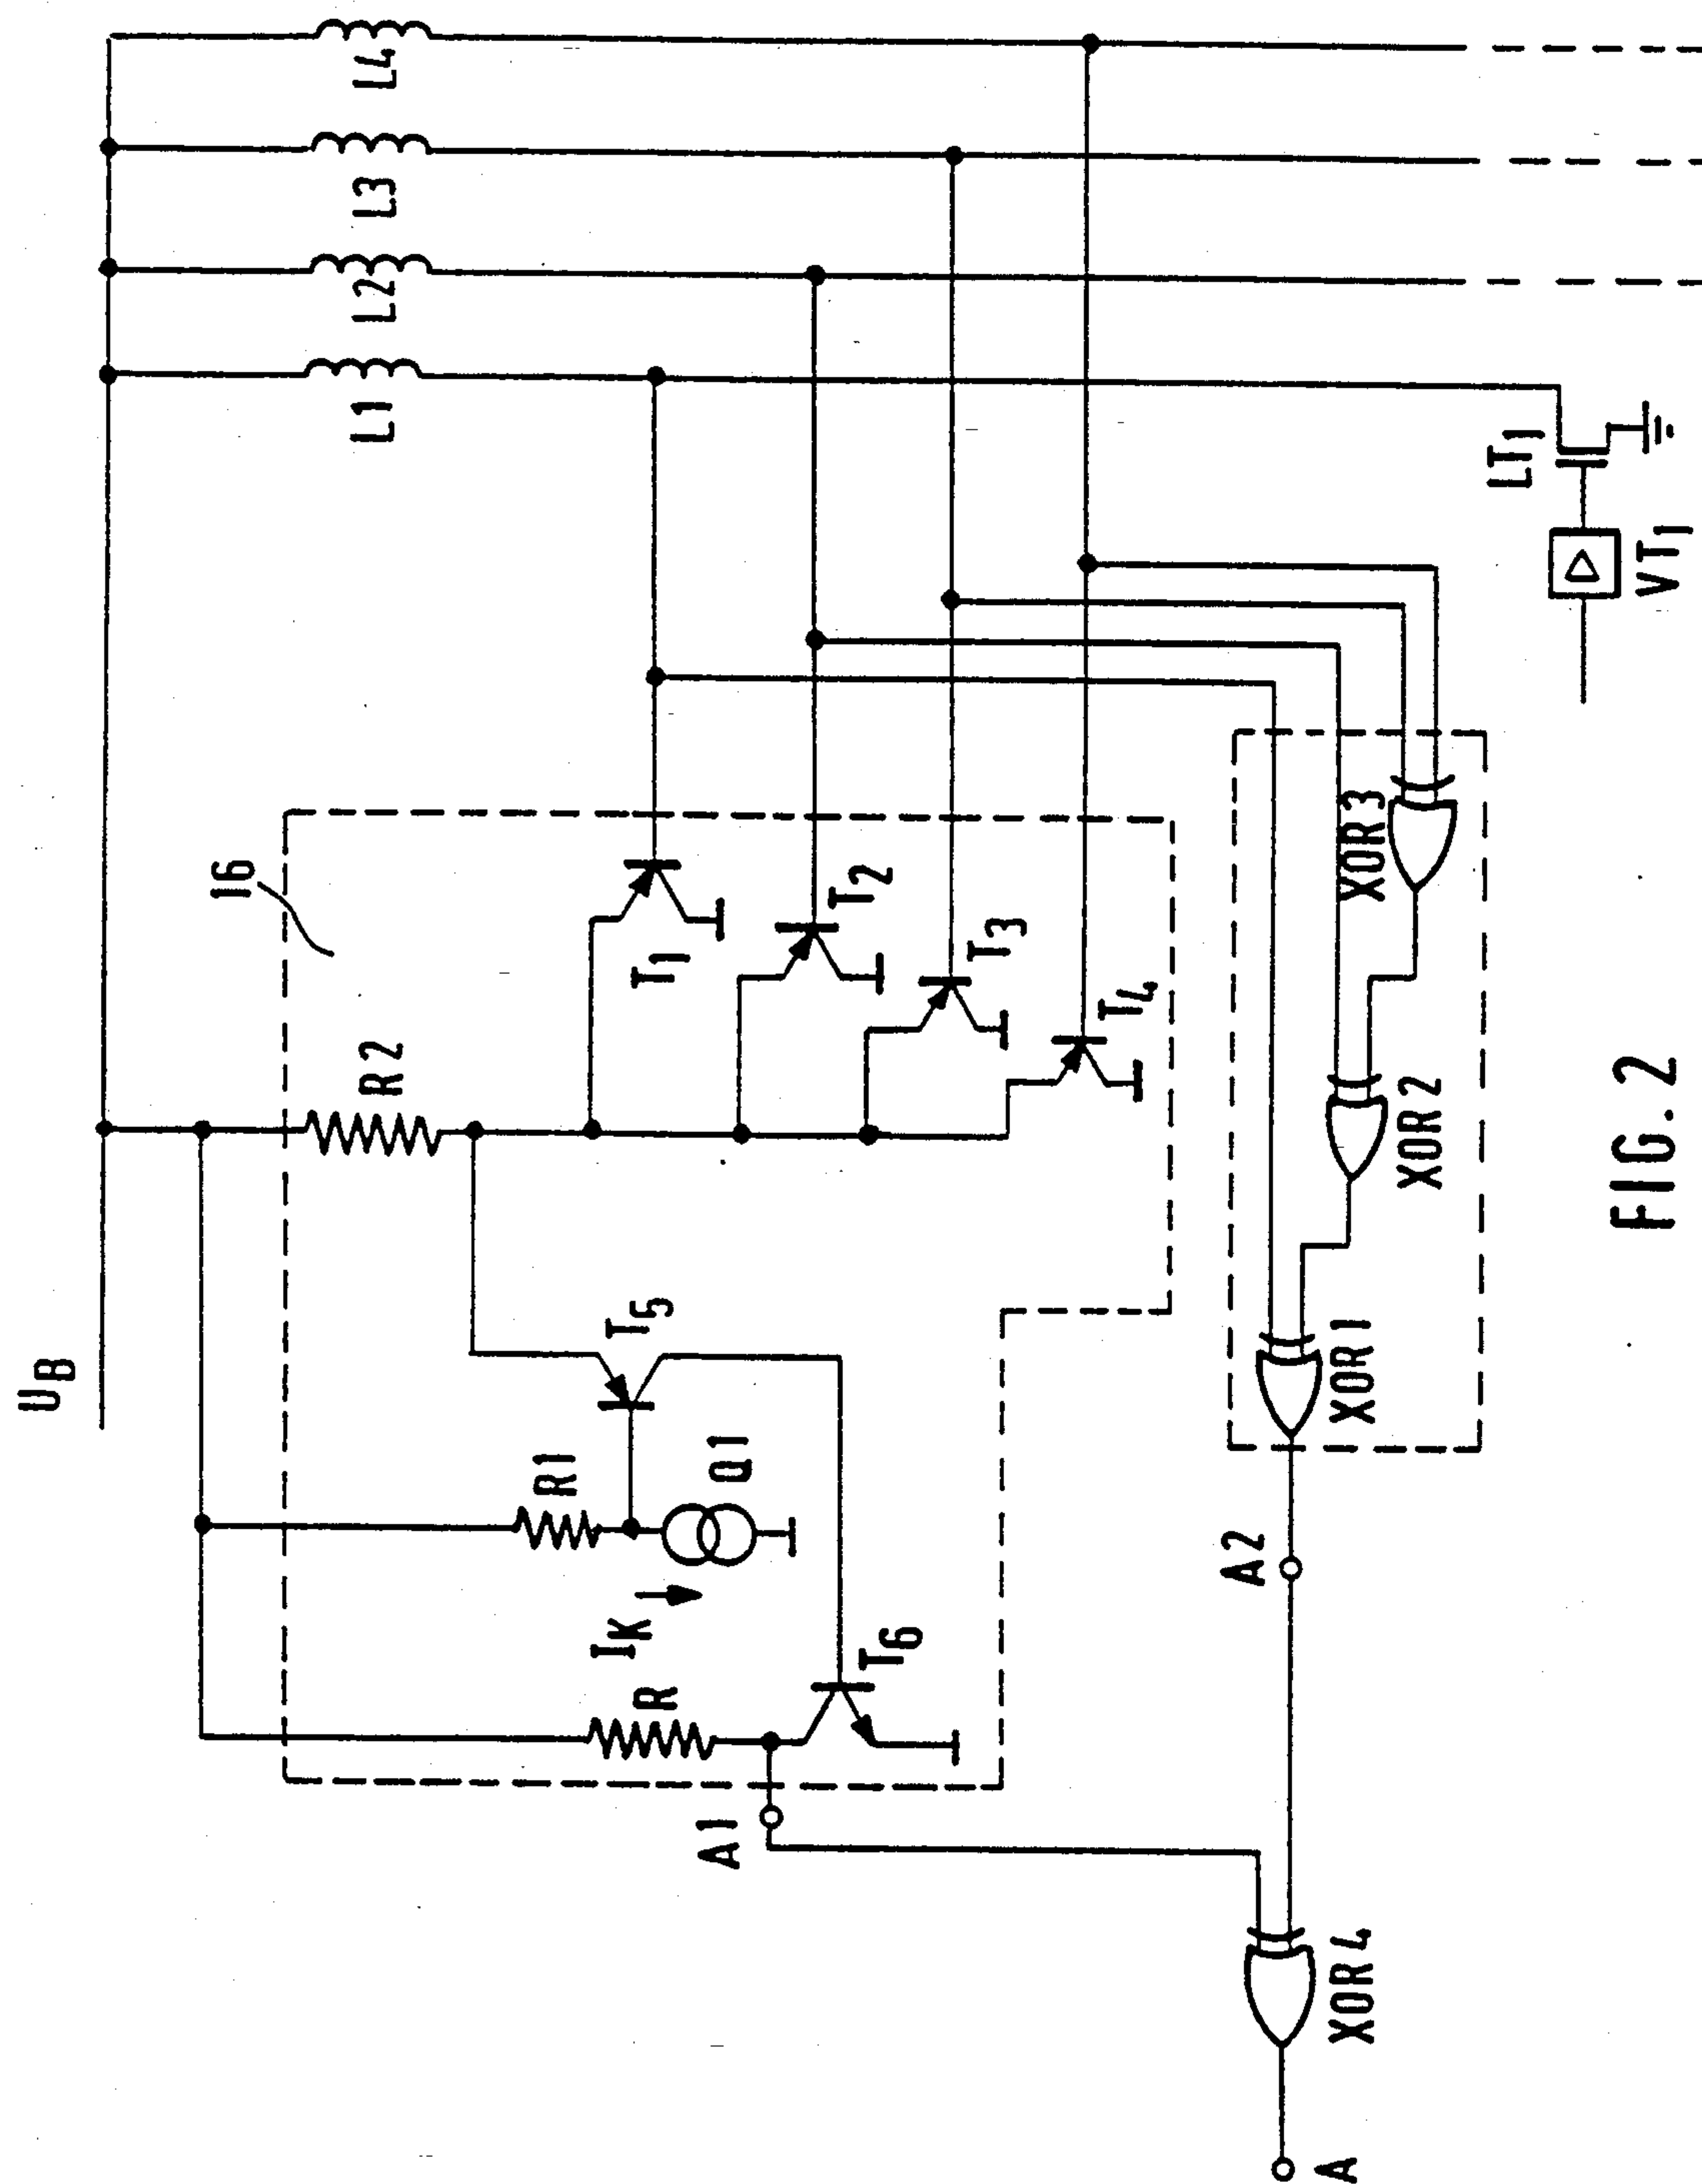 U_B
L4
L3
L2
L1
16
R2
R1
R
I_K
Q1
T5
T6
T1
T2
T3
T4
A1
A2
A
XOR1
XOR2
XOR3
XOR4
LT1
VT1
FIG. 2